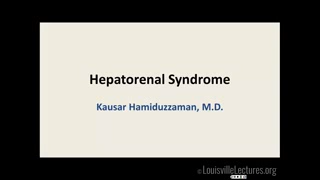 Hepatorenal Syndrome
Kausar Hamiduzzaman, M.D.
LouisvilleLectures.org